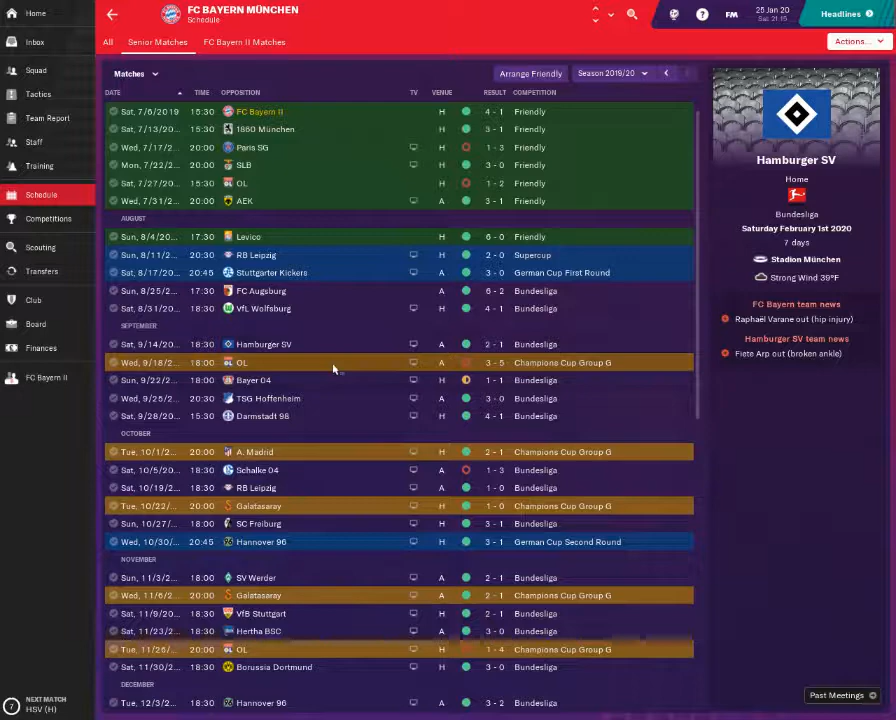 Home
Inbox
Squad
Tactics
Team Report
Staff
Training
Schedule
Competitions
Scouting
Transfers
Club
Board
Finances
FC Bayern II
7 NEXT MATCH
HSV (H)
FC BAYERN MÜNCHEN
Schedule
FM
25 Jan 20
Sat 21:15
Headlines
All Senior Matches FC Bayern II Matches
Actions...
Matches Arrange Friendly Season 2019/20
DATE TIME OPPOSITION TV VENUE RESULT COMPETITION
Sat, 7/6/2019 15:30 FC Bayern II H 4 - 1 Friendly
Sat, 7/13/20... 15:30 1860 München H 3 - 1 Friendly
Wed, 7/17/2... 20:00 Paris SG H 1 - 3 Friendly
Mon, 7/22/2... 20:00 SLB H 3 - 0 Friendly
Sat, 7/27/20... 15:30 OL H 1 - 2 Friendly
Wed, 7/31/2... 20:00 AEK A 3 - 1 Friendly
AUGUST
Sun, 8/4/20... 17:30 Levico H 6 - 0 Friendly
Sun, 8/11/20... 20:30 RB Leipzig H 2 - 0 Supercup
Sat, 8/17/20... 20:45 Stuttgarter Kickers A 3 - 0 German Cup First Round
Sun, 8/25/20... 17:30 FC Augsburg A 6 - 2 Bundesliga
Sat, 8/31/20... 18:30 VfL Wolfsburg H 4 - 1 Bundesliga
SEPTEMBER
Sat, 9/14/20... 18:30 Hamburger SV A 2 - 1 Bundesliga
Wed, 9/18/... 18:00 OL A 3 - 5 Champions Cup Group G
Sun, 9/22/... 18:00 Bayer 04 H 1 - 1 Bundesliga
Wed, 9/25/... 20:30 TSG Hoffenheim A 3 - 0 Bundesliga
Sat, 9/28/20... 15:30 Darmstadt 98 H 4 - 1 Bundesliga
OCTOBER
Tue, 10/1/2... 20:00 A. Madrid H 2 - 1 Champions Cup Group G
Sat, 10/5/20... 18:30 Schalke 04 A 1 - 3 Bundesliga
Sat, 10/19/... 18:30 RB Leipzig A 1 - 0 Bundesliga
Tue, 10/22/... 20:00 Galatasaray H 1 - 0 Champions Cup Group G
Sun, 10/27/... 18:00 SC Freiburg H 3 - 1 Bundesliga
Wed, 10/30/... 20:45 Hannover 96 H 3 - 1 German Cup Second Round
NOVEMBER
Sun, 11/3/2... 18:00 SV Werder A 2 - 1 Bundesliga
Wed, 11/6/2... 20:00 Galatasaray A 2 - 1 Champions Cup Group G
Sat, 11/9/20... 18:30 VfB Stuttgart H 2 - 1 Bundesliga
Sat, 11/23/... 18:30 Hertha BSC A 3 - 0 Bundesliga
Tue, 11/26/... 20:00 OL H 1 - 4 Champions Cup Group G
Sat, 11/30/... 18:30 Borussia Dortmund H 3 - 0 Bundesliga
DECEMBER
Tue, 12/3/2... 18:30 Hannover 96 A 3 - 2 Bundesliga
Hamburger SV
Home
Bundesliga
Saturday February 1st 2020
7 days
Stadion München
Strong Wind 39°F
FC Bayern team news
Raphaël Varane out (hip injury)
Hamburger SV team news
Fiete Arp out (broken ankle)
Past Meetings